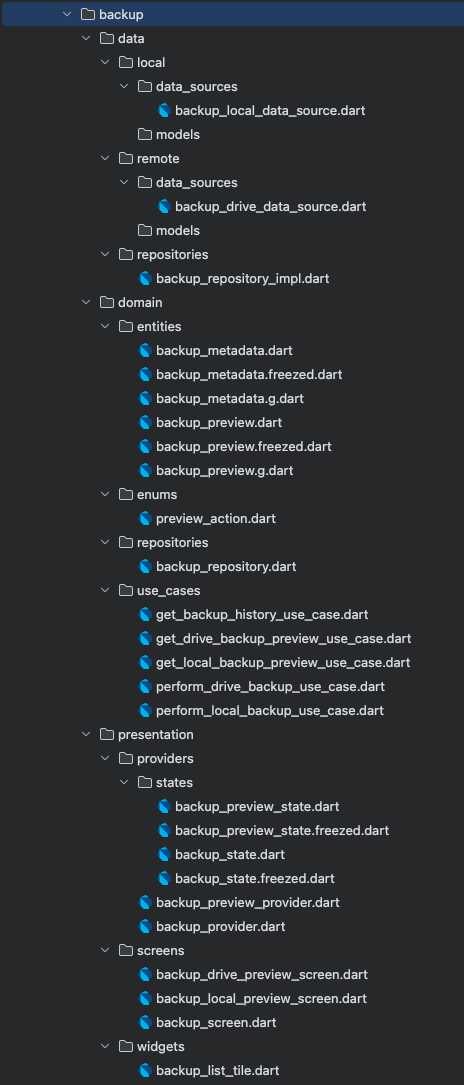 backup
data
local
data_sources
backup_local_data_source.dart
models
remote
data_sources
backup_drive_data_source.dart
models
repositories
backup_repository_impl.dart
domain
entities
backup_metadata.dart
backup_metadata.freezed.dart
backup_metadata.g.dart
backup_preview.dart
backup_preview.freezed.dart
backup_preview.g.dart
enums
preview_action.dart
repositories
backup_repository.dart
use_cases
get_backup_history_use_case.dart
get_drive_backup_preview_use_case.dart
get_local_backup_preview_use_case.dart
perform_drive_backup_use_case.dart
perform_local_backup_use_case.dart
presentation
providers
states
backup_preview_state.dart
backup_preview_state.freezed.dart
backup_state.dart
backup_state.freezed.dart
backup_preview_provider.dart
backup_provider.dart
screens
backup_drive_preview_screen.dart
backup_local_preview_screen.dart
backup_screen.dart
widgets
backup_list_tile.dart